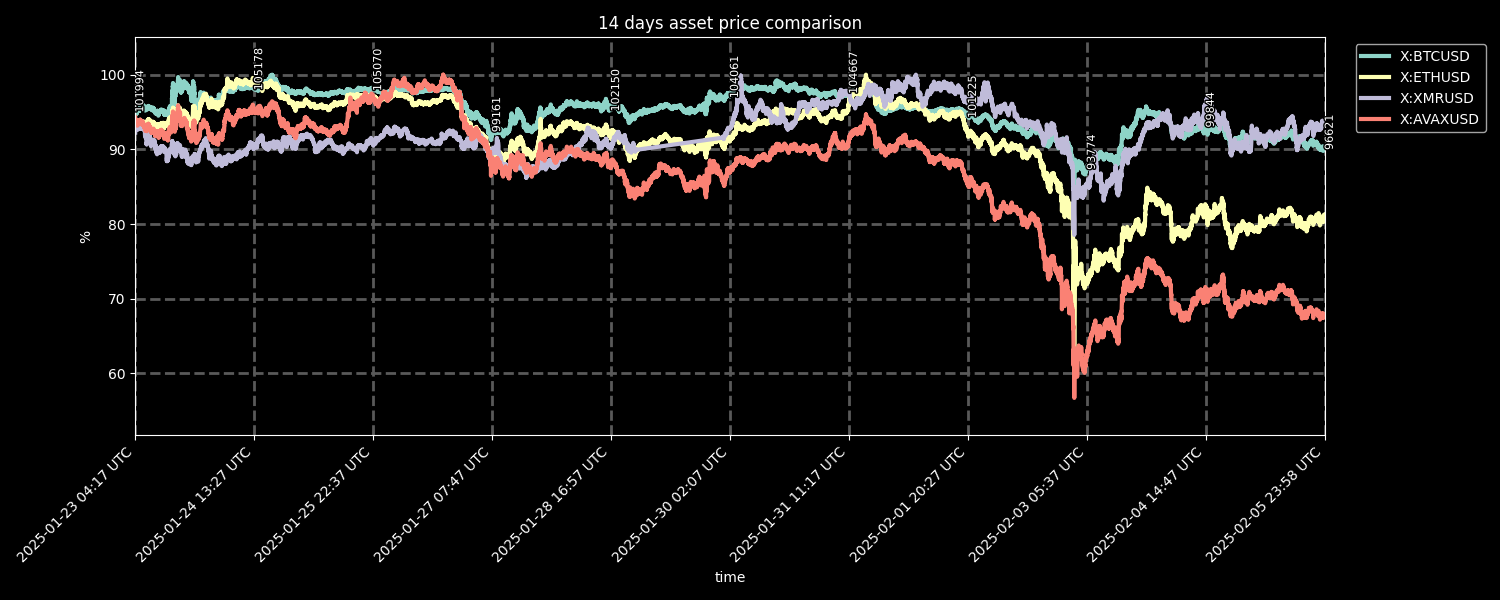 14 days asset price comparison
X:BTCUSD
X:ETHUSD
X:XMRUSD
X:AVAXUSD
101994
105178
105070
99161
102150
104061
104667
101225
93774
99844
96621
100
90
80
70
60
%
2025-01-23 04:17 UTC
2025-01-24 13:27 UTC
2025-01-25 22:37 UTC
2025-01-27 07:47 UTC
2025-01-28 16:57 UTC
2025-01-30 02:07 UTC
2025-01-31 11:17 UTC
2025-02-01 20:27 UTC
2025-02-03 05:37 UTC
2025-02-04 14:47 UTC
2025-02-05 23:58 UTC
time